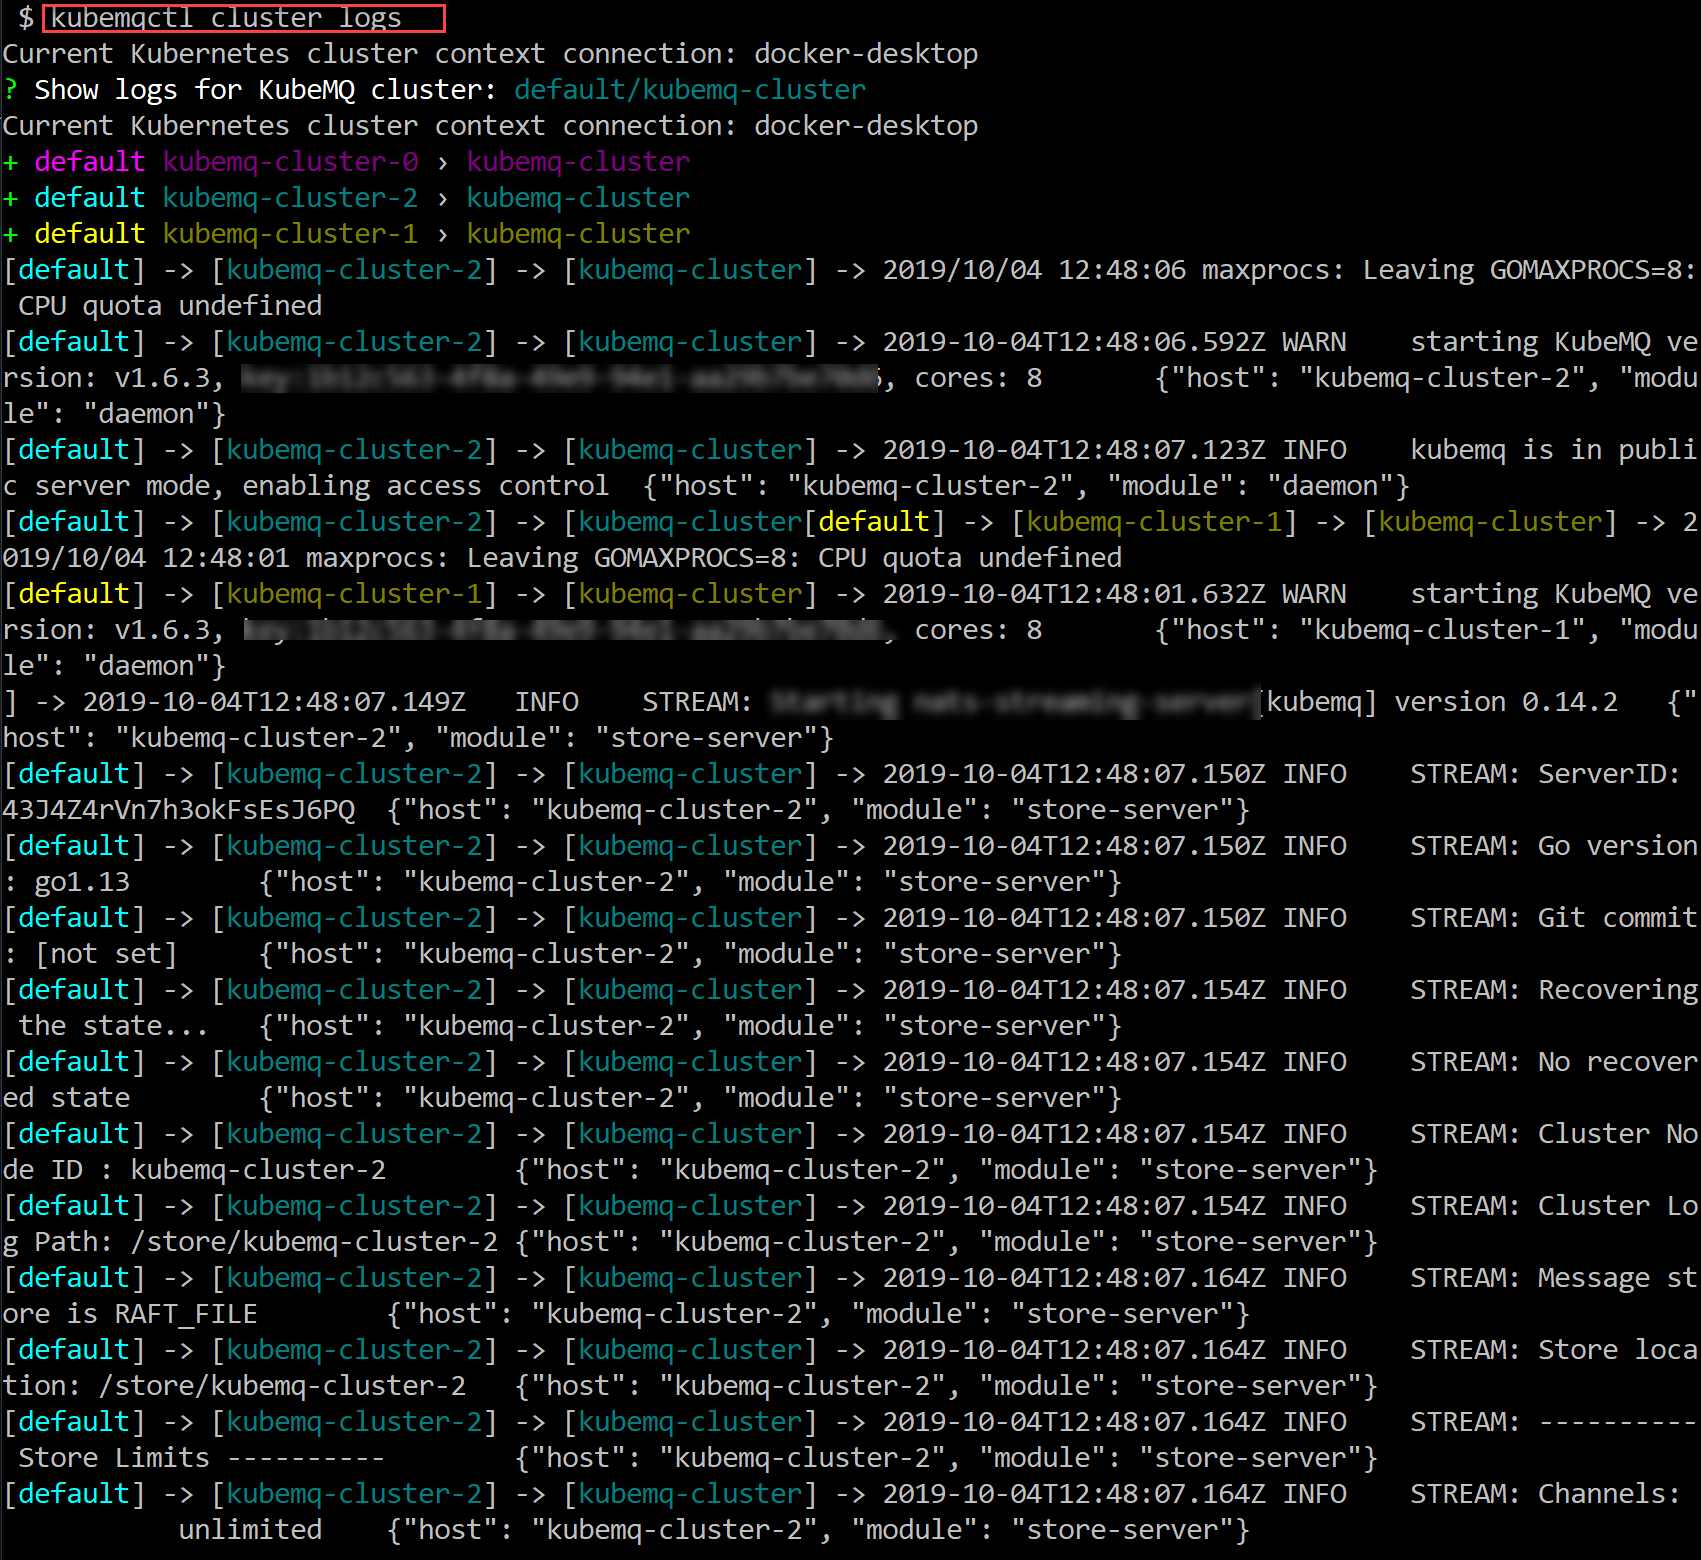 $ kubemqctl cluster logs
Current Kubernetes cluster context connection: docker-desktop
? Show logs for KubeMQ cluster: default/kubemq-cluster
Current Kubernetes cluster context connection: docker-desktop
+ default kubemq-cluster-0 › kubemq-cluster
+ default kubemq-cluster-2 › kubemq-cluster
+ default kubemq-cluster-1 › kubemq-cluster
[default] -> [kubemq-cluster-2] -> [kubemq-cluster] -> 2019/10/04 12:48:06 maxprocs: Leaving GOMAXPROCS=8:
CPU quota undefined
[default] -> [kubemq-cluster-2] -> [kubemq-cluster] -> 2019-10-04T12:48:06.592Z WARN    starting KubeMQ ve
rsion: v1.6.3, , cores: 8       {"host": "kubemq-cluster-2", "modu
le": "daemon"}
[default] -> [kubemq-cluster-2] -> [kubemq-cluster] -> 2019-10-04T12:48:07.123Z INFO    kubemq is in publi
c server mode, enabling access control  {"host": "kubemq-cluster-2", "module": "daemon"}
[default] -> [kubemq-cluster-2] -> [kubemq-cluster[default] -> [kubemq-cluster-1] -> [kubemq-cluster] -> 2
019/10/04 12:48:01 maxprocs: Leaving GOMAXPROCS=8: CPU quota undefined
[default] -> [kubemq-cluster-1] -> [kubemq-cluster] -> 2019-10-04T12:48:01.632Z WARN    starting KubeMQ ve
rsion: v1.6.3, , cores: 8       {"host": "kubemq-cluster-1", "modu
le": "daemon"}
] -> 2019-10-04T12:48:07.149Z   INFO    STREAM: [kubemq] version 0.14.2   {"
host": "kubemq-cluster-2", "module": "store-server"}
[default] -> [kubemq-cluster-2] -> [kubemq-cluster] -> 2019-10-04T12:48:07.150Z INFO    STREAM: ServerID:
43J4Z4rVn7h3okFsEsJ6PQ  {"host": "kubemq-cluster-2", "module": "store-server"}
[default] -> [kubemq-cluster-2] -> [kubemq-cluster] -> 2019-10-04T12:48:07.150Z INFO    STREAM: Go version
: go1.13        {"host": "kubemq-cluster-2", "module": "store-server"}
[default] -> [kubemq-cluster-2] -> [kubemq-cluster] -> 2019-10-04T12:48:07.150Z INFO    STREAM: Git commit
: [not set]     {"host": "kubemq-cluster-2", "module": "store-server"}
[default] -> [kubemq-cluster-2] -> [kubemq-cluster] -> 2019-10-04T12:48:07.154Z INFO    STREAM: Recovering
the state...   {"host": "kubemq-cluster-2", "module": "store-server"}
[default] -> [kubemq-cluster-2] -> [kubemq-cluster] -> 2019-10-04T12:48:07.154Z INFO    STREAM: No recover
ed state        {"host": "kubemq-cluster-2", "module": "store-server"}
[default] -> [kubemq-cluster-2] -> [kubemq-cluster] -> 2019-10-04T12:48:07.154Z INFO    STREAM: Cluster No
de ID : kubemq-cluster-2        {"host": "kubemq-cluster-2", "module": "store-server"}
[default] -> [kubemq-cluster-2] -> [kubemq-cluster] -> 2019-10-04T12:48:07.154Z INFO    STREAM: Cluster Lo
g Path: /store/kubemq-cluster-2 {"host": "kubemq-cluster-2", "module": "store-server"}
[default] -> [kubemq-cluster-2] -> [kubemq-cluster] -> 2019-10-04T12:48:07.164Z INFO    STREAM: Message st
ore is RAFT_FILE        {"host": "kubemq-cluster-2", "module": "store-server"}
[default] -> [kubemq-cluster-2] -> [kubemq-cluster] -> 2019-10-04T12:48:07.164Z INFO    STREAM: Store loca
tion: /store/kubemq-cluster-2   {"host": "kubemq-cluster-2", "module": "store-server"}
[default] -> [kubemq-cluster-2] -> [kubemq-cluster] -> 2019-10-04T12:48:07.164Z INFO    STREAM: ----------
Store Limits ----------        {"host": "kubemq-cluster-2", "module": "store-server"}
[default] -> [kubemq-cluster-2] -> [kubemq-cluster] -> 2019-10-04T12:48:07.164Z INFO    STREAM: Channels:
unlimited    {"host": "kubemq-cluster-2", "module": "store-server"}